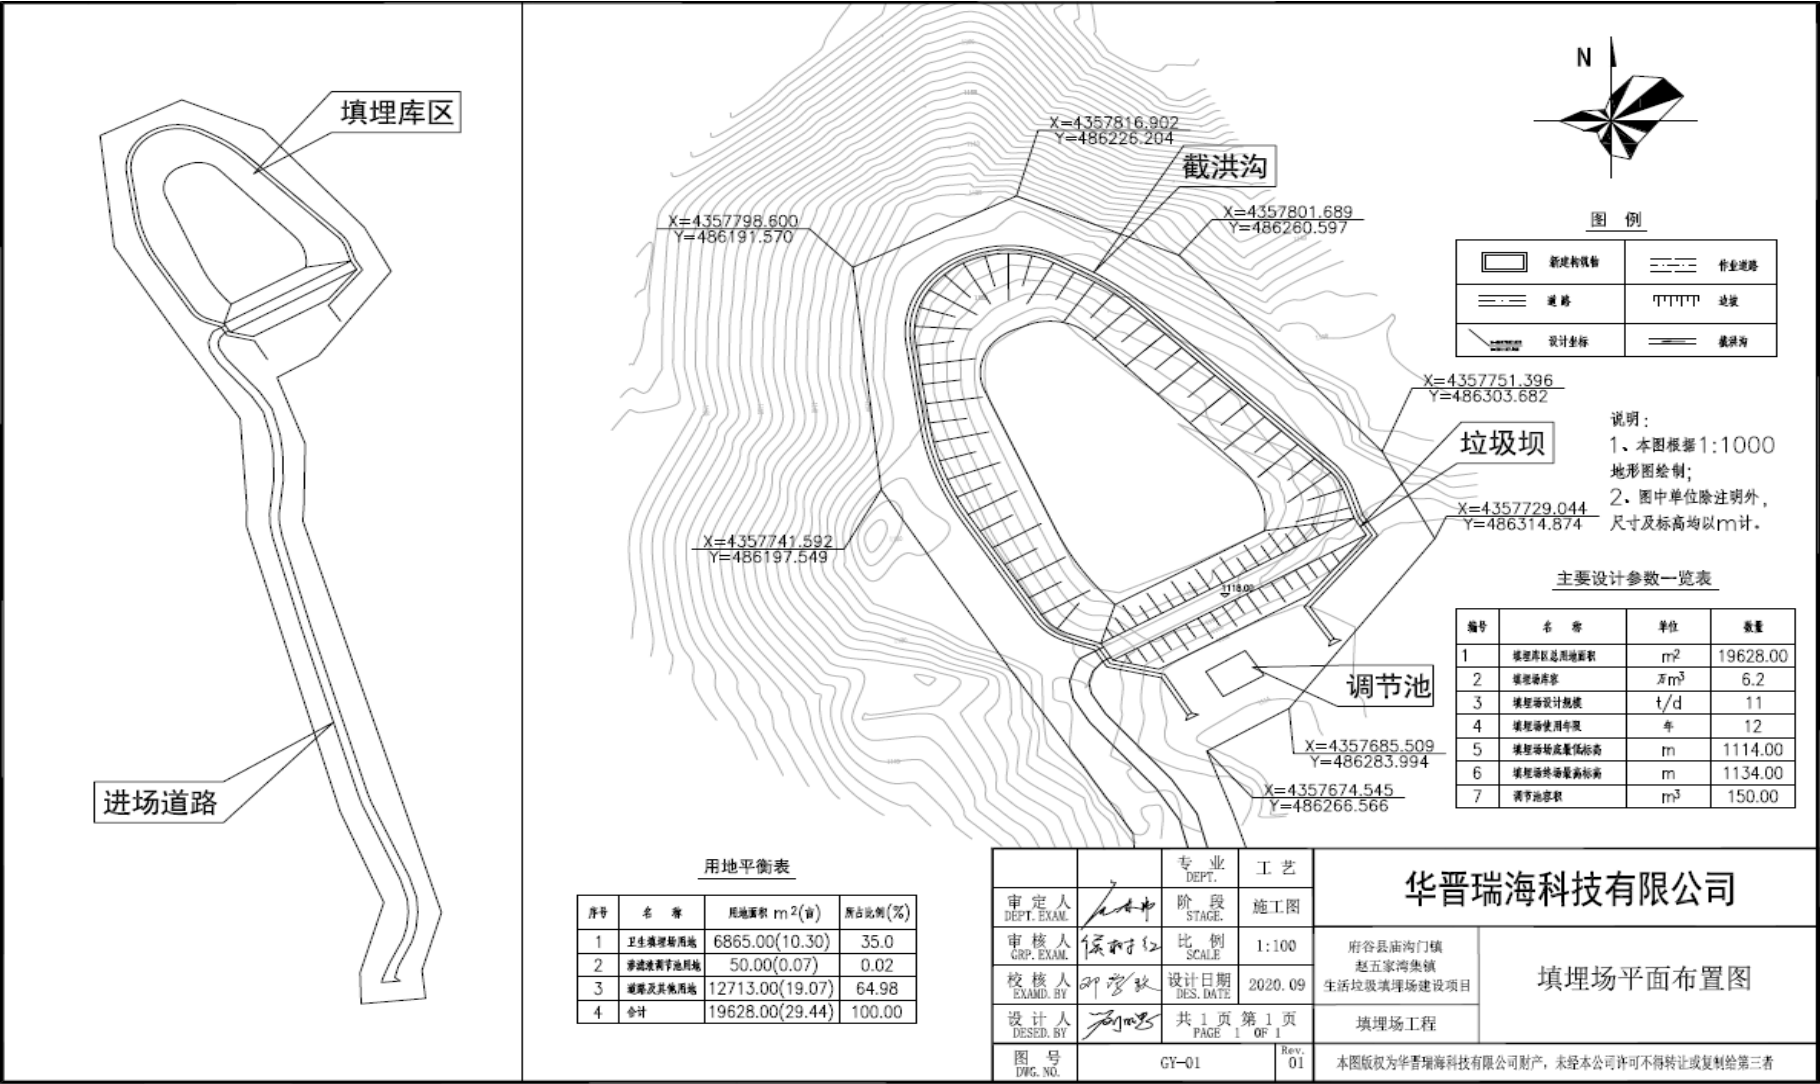 填埋库区
进场道路
X=4357816.902
Y=486226.204
截洪沟
X=4357798.600
Y=486191.570
X=4357801.689
Y=486260.597
X=4357751.396
Y=486303.682
垃圾坝
X=4357729.044
Y=486314.874
X=4357741.592
Y=486197.549
1118.00
调节池
X=4357685.509
Y=486283.994
X=4357674.545
Y=486266.566
N
图 例
新建构筑物 作业道路
道 路 边坡
设计坐标 截洪沟
说明：
1、本图根据1:1000
地形图绘制；
2、图中单位除注明外，
尺寸及标高均以m计。
主要设计参数一览表
编号 名 称 单位 数量
1 填埋库区总用地面积 m² 19628.00
2 填埋场库容 万m³ 6.2
3 填埋场设计规模 t/d 11
4 填埋场使用年限 年 12
5 填埋场场底最低标高 m 1114.00
6 填埋场终场最高标高 m 1134.00
7 调节池容积 m³ 150.00
用地平衡表
序号 名 称 用地面积 m²(亩) 所占比例(%)
1 卫生填埋场用地 6865.00(10.30) 35.0
2 渗滤液调节池用地 50.00(0.07) 0.02
3 道路及其他用地 12713.00(19.07) 64.98
4 合计 19628.00(29.44) 100.00
专 业 工 艺
DEPT.
审 定 人 阶 段 施工图
DEPT.EXAM. STAGE.
审 核 人 比 例 1:100
GRP.EXAM. SCALE
校 核 人 设计日期 2020.09
EXAMD.BY DES.DATE
设 计 人 共 1 页 第 1 页
DESED.BY PAGE 1 OF 1
图 号 GY-01 Rev. 01
DWG.NO.
华晋瑞海科技有限公司
府谷县庙沟门镇
赵五家湾集镇
生活垃圾填埋场建设项目
填埋场工程
填埋场平面布置图
本图版权为华晋瑞海科技有限公司财产，未经本公司许可不得转让或复制给第三者